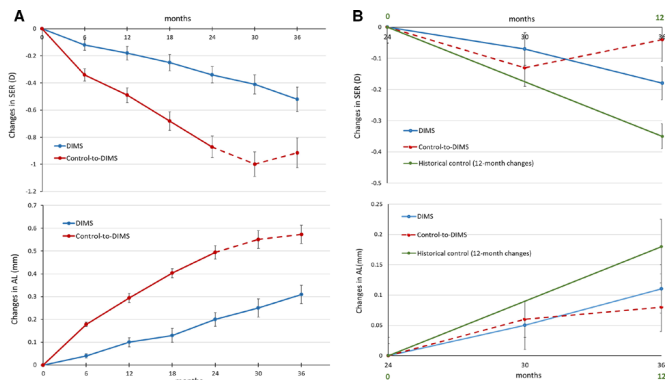 A
months
0 6 12 18 24 30 36
0
-0.2
-0.4
-0.6
-0.8
-1
-1.2
Changes in SER (D)
DIMS
Control-to-DIMS
0.7
0.6
0.5
0.4
0.3
0.2
0.1
0
Changes in AL (mm)
DIMS
Control-to-DIMS
0 6 12 18 24 30 36
months
B
0 months 12
24 30 36
0
-0.1
-0.2
-0.3
-0.4
-0.5
Changes in SER (D)
DIMS
Control-to-DIMS
Historical control (12-month changes)
0.25
0.2
0.15
0.1
0.05
0
Changes in AL(mm)
DIMS
Control-to-DIMS
Historical control (12-month changes)
24 30 36
0 months 12